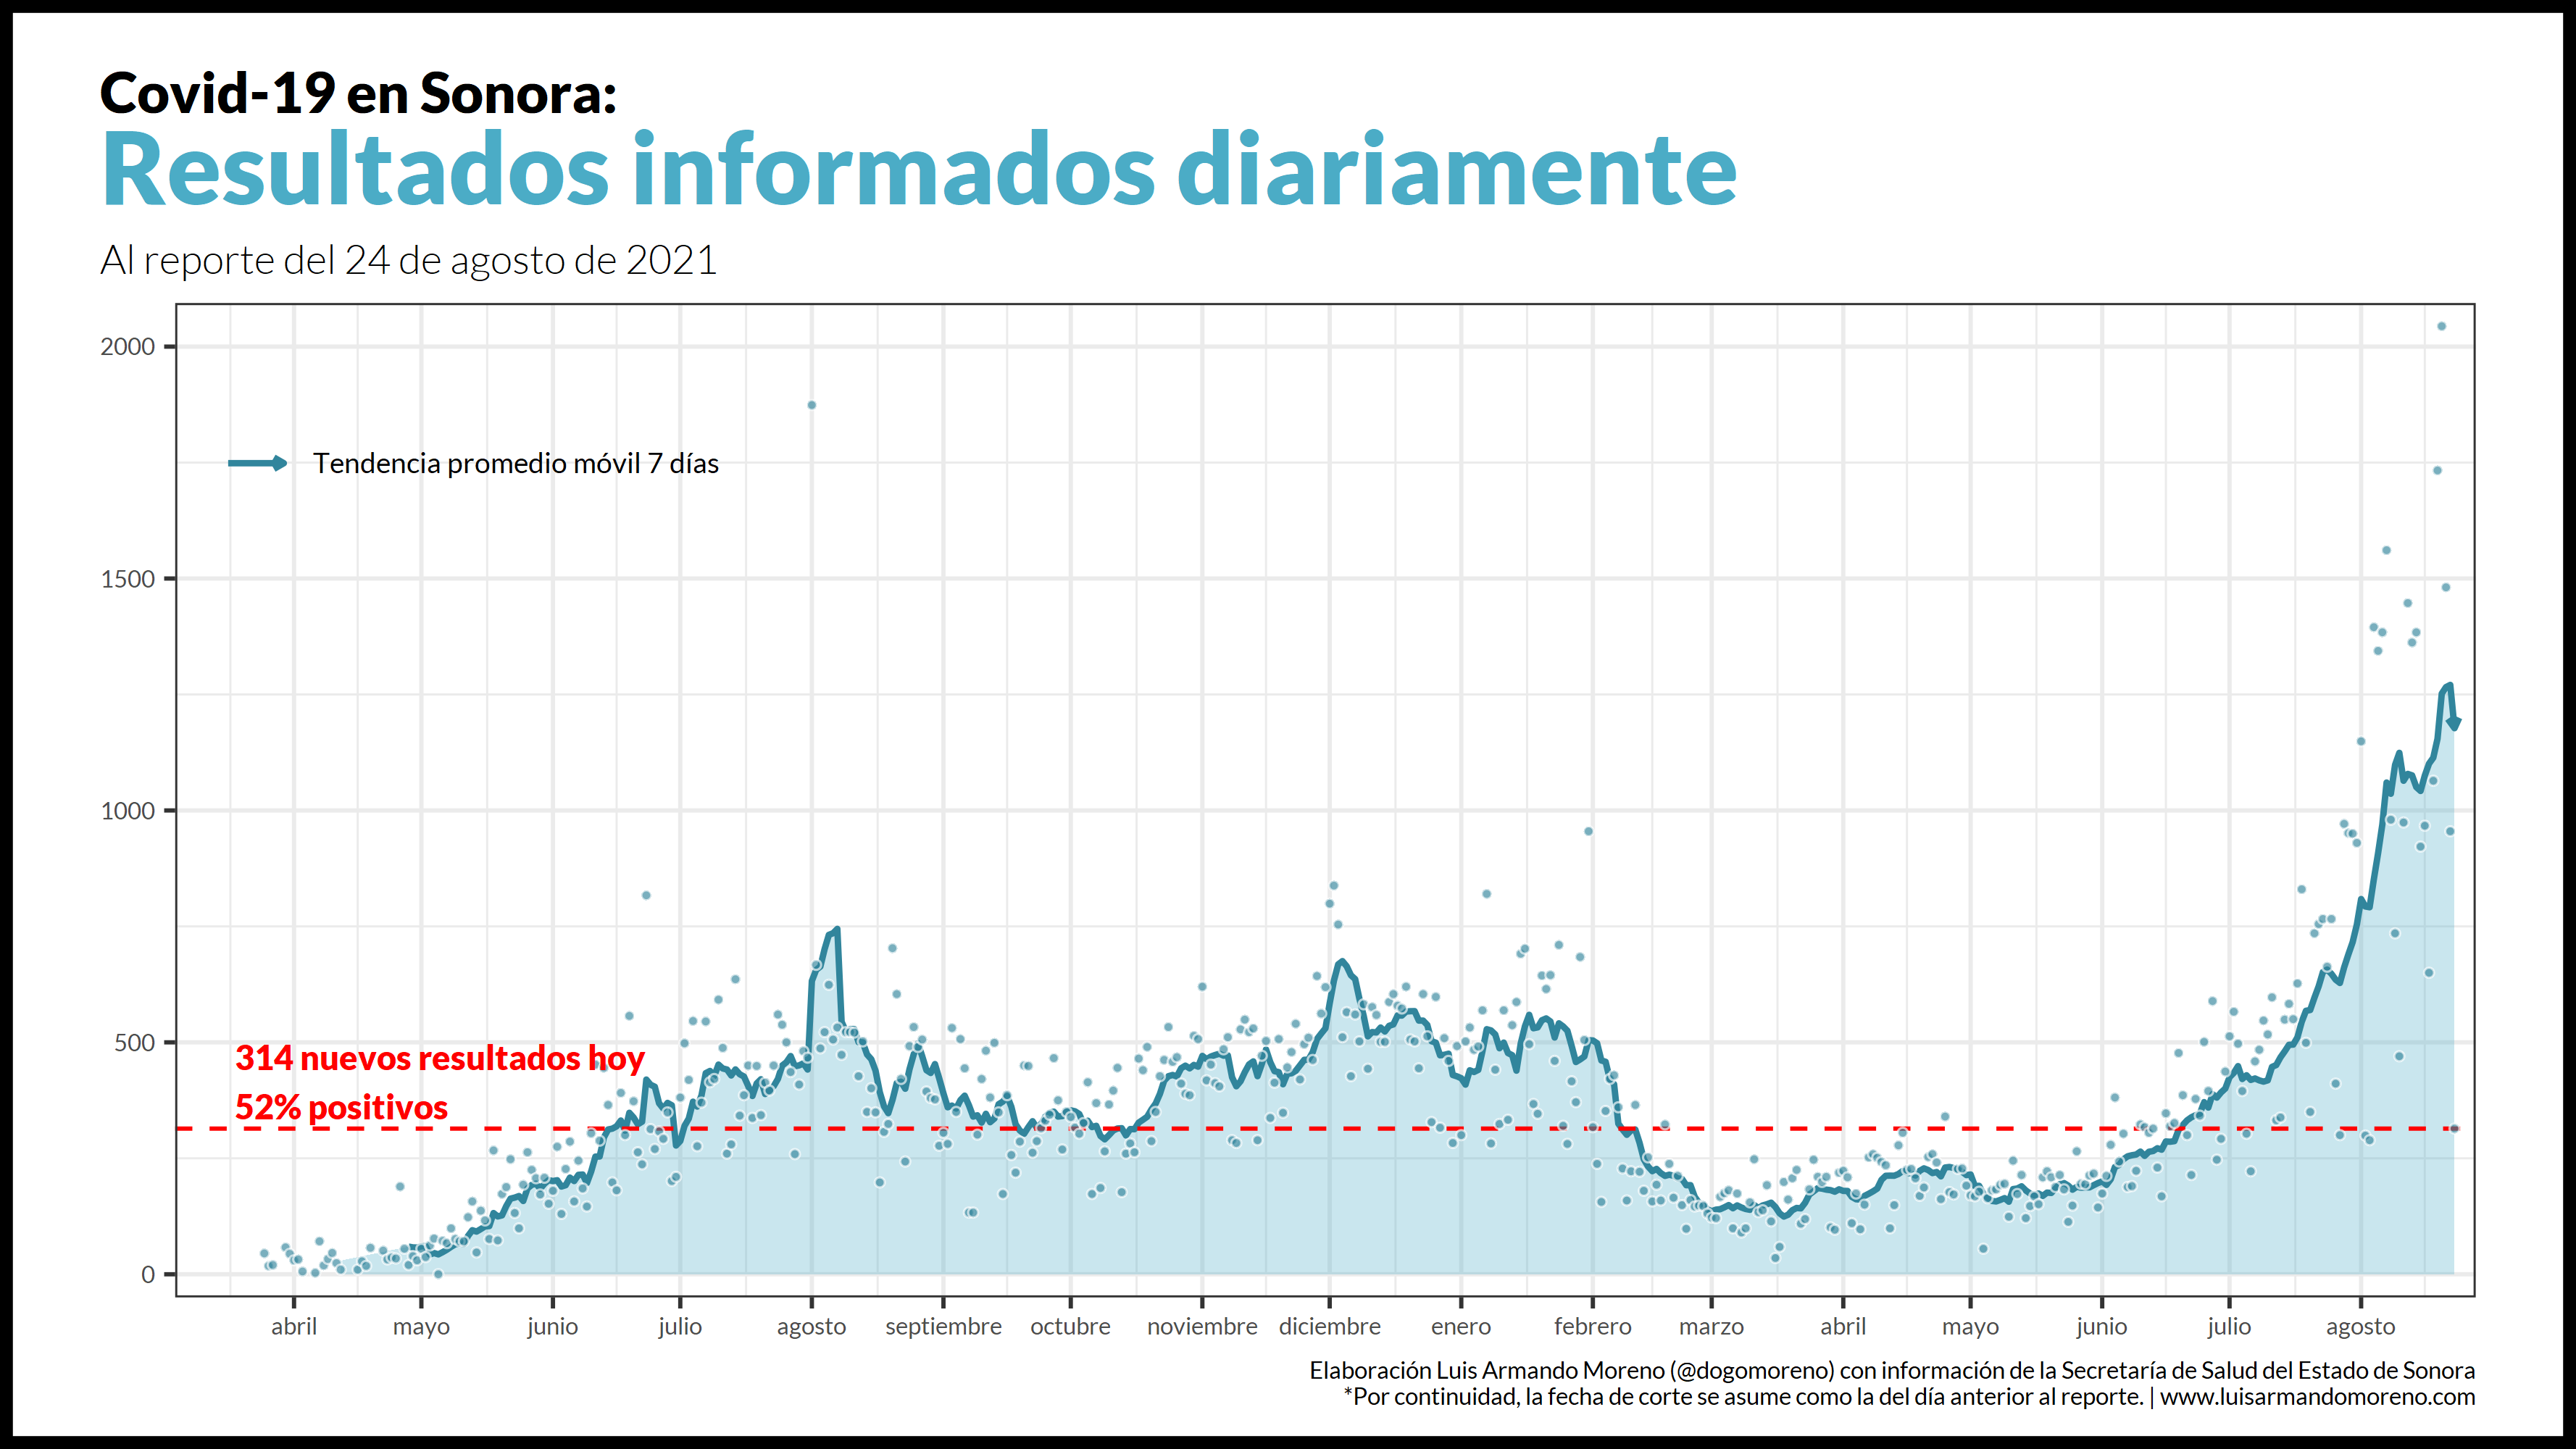 Covid-19 en Sonora:
Resultados informados diariamente
Al reporte del 24 de agosto de 2021
2000
Tendencia promedio móvil 7 días
1500
1000
500
314 nuevos resultados hoy
52% positivos
0
abril mayo junio julio agosto septiembre octubre noviembre diciembre enero febrero marzo abril mayo junio julio agosto
Elaboración Luis Armando Moreno (@dogomoreno) con información de la Secretaría de Salud del Estado de Sonora
*Por continuidad, la fecha de corte se asume como la del día anterior al reporte. | www.luisarmandomoreno.com